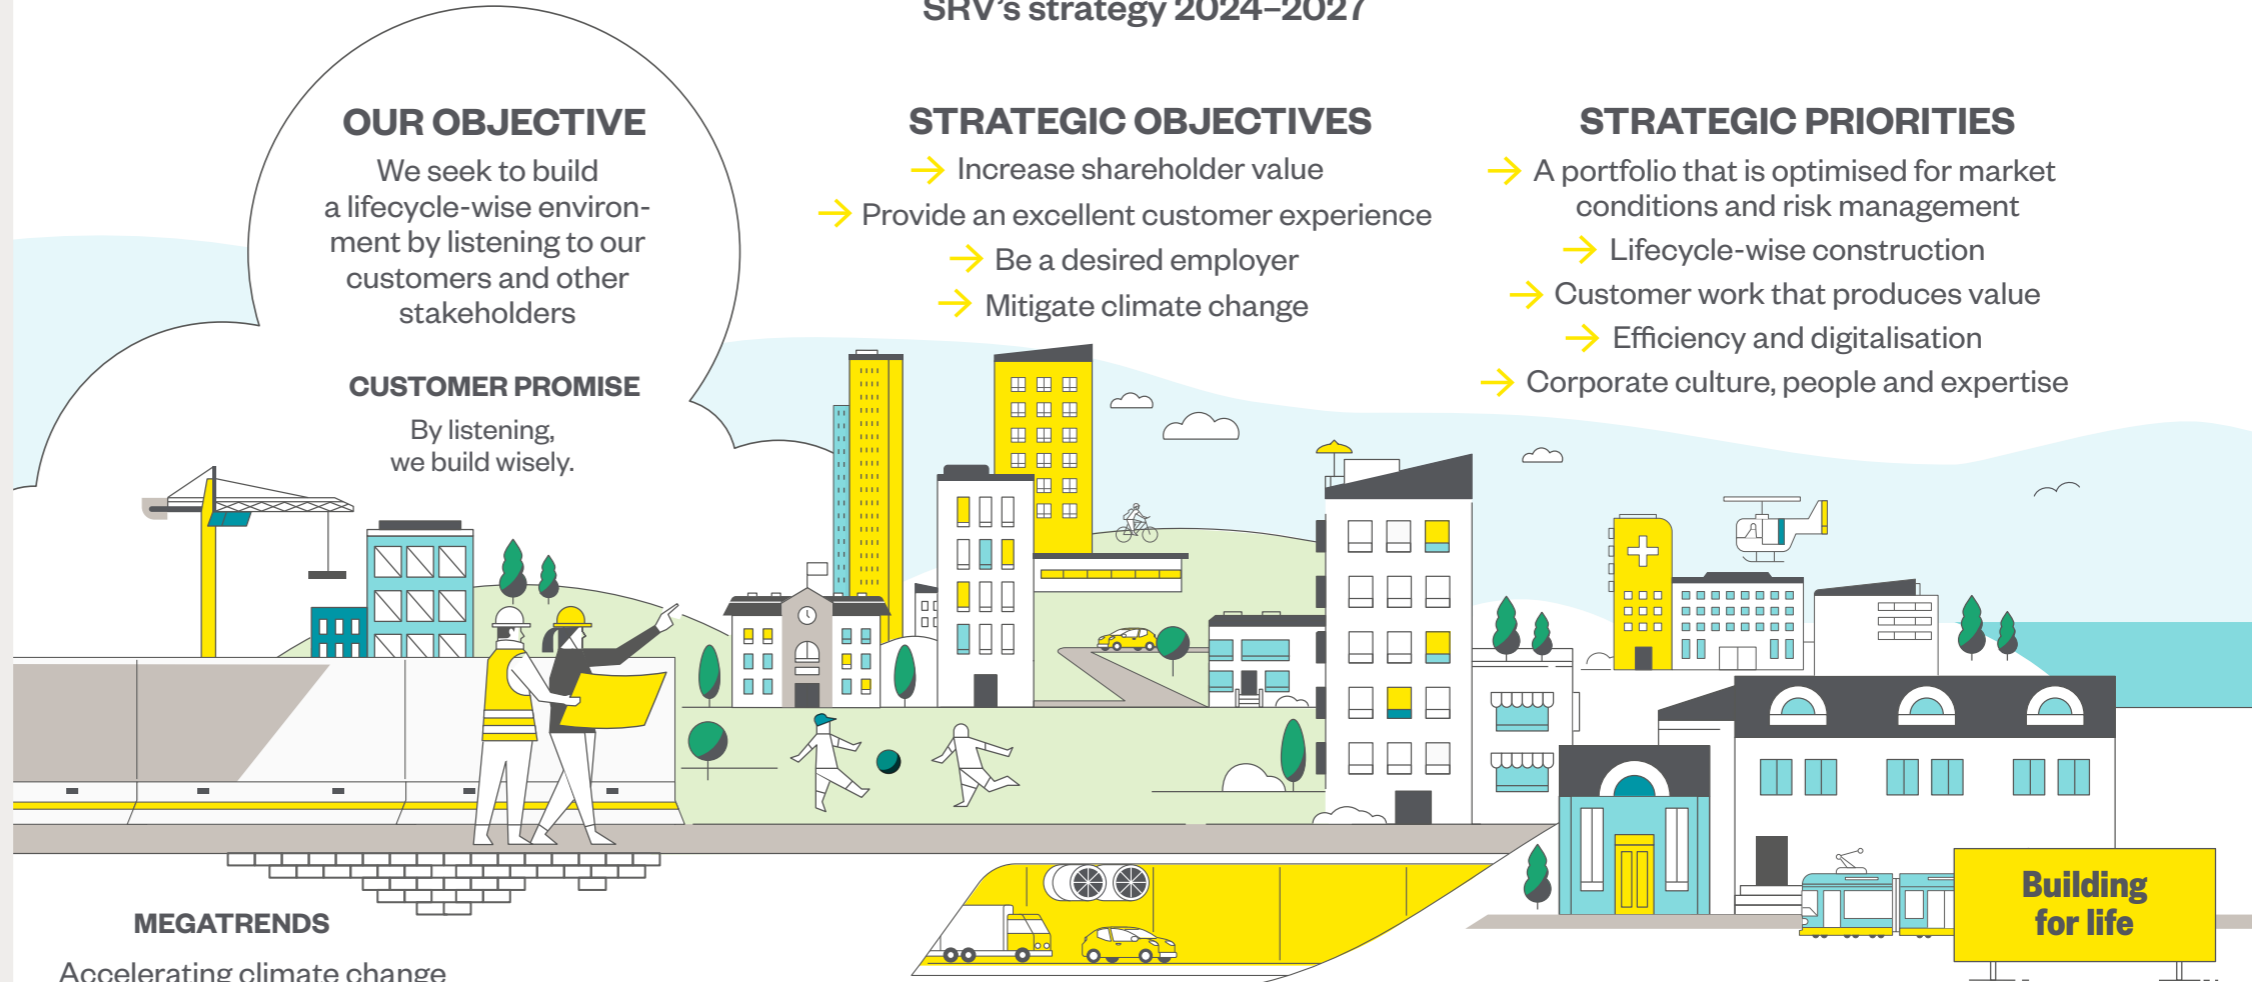 SRV's strategy 2024–2027
OUR OBJECTIVE
We seek to build
a lifecycle-wise environ-
ment by listening to our
customers and other
stakeholders
CUSTOMER PROMISE
By listening,
we build wisely.
STRATEGIC OBJECTIVES
→ Increase shareholder value
→ Provide an excellent customer experience
→ Be a desired employer
→ Mitigate climate change
STRATEGIC PRIORITIES
→ A portfolio that is optimised for market
conditions and risk management
→ Lifecycle-wise construction
→ Customer work that produces value
→ Efficiency and digitalisation
→ Corporate culture, people and expertise
MEGATRENDS
Accelerating climate change
Building
for life